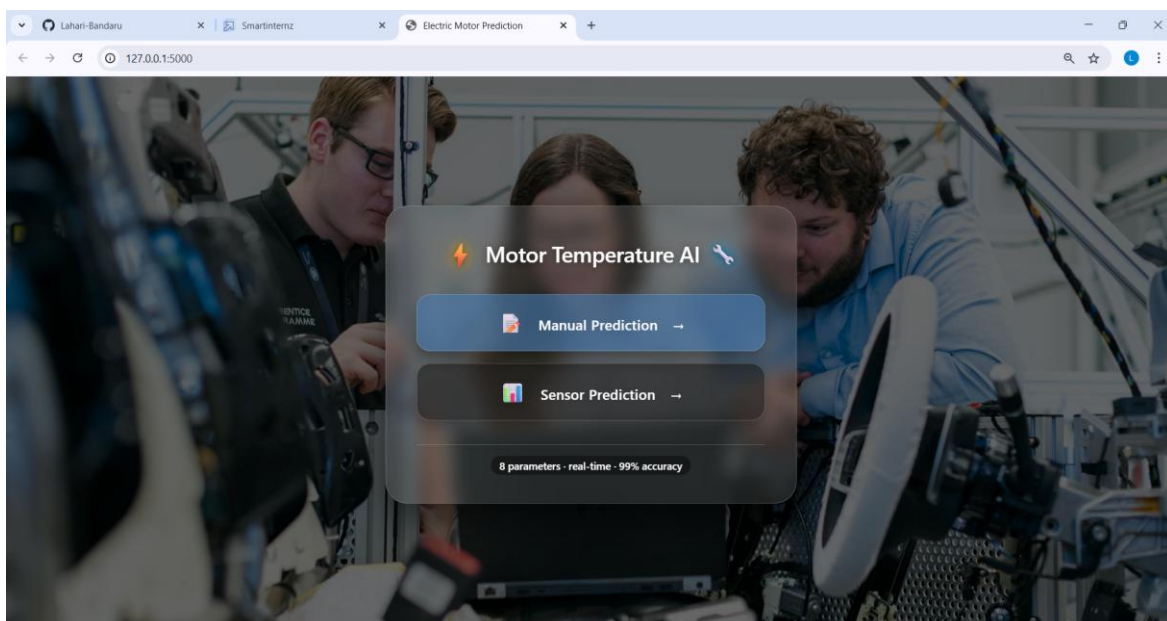 Lahari-Bandaru
Smartinternz
Electric Motor Prediction
127.0.0.1:5000
L
Motor Temperature AI
Manual Prediction →
Sensor Prediction →
8 parameters · real-time · 99% accuracy
RAMME